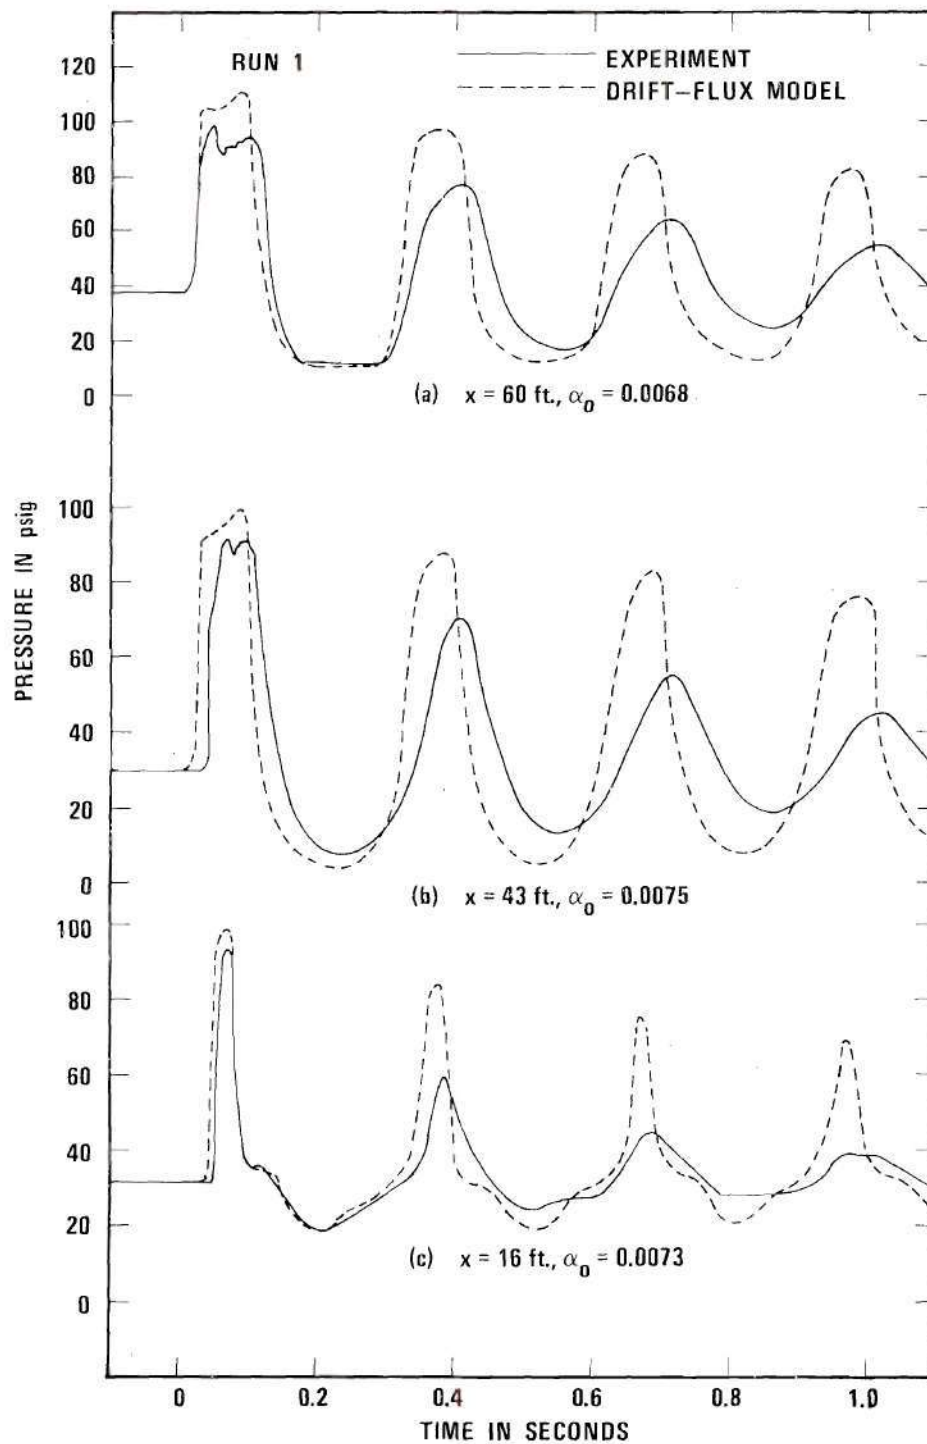 RUN 1
EXPERIMENT
DRIFT–FLUX MODEL
120
100
80
60
40
20
0
(a) x = 60 ft., α0 = 0.0068
PRESSURE IN psig
100
80
60
40
20
0
(b) x = 43 ft., α0 = 0.0075
100
80
60
40
20
0
(c) x = 16 ft., α0 = 0.0073
0 0.2 0.4 0.6 0.8 1.0
TIME IN SECONDS